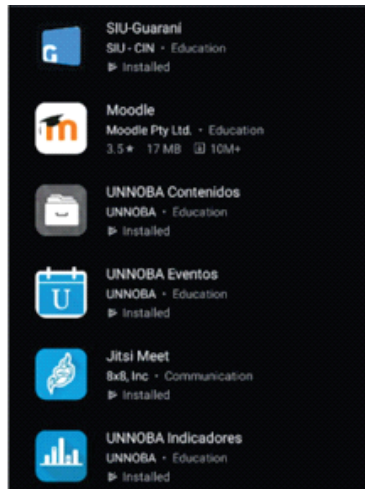 SIU-Guaraní
G
SIU - CIN • Education
Installed
Moodle
m
Moodle Pty Ltd. • Education
3.5★ 17 MB 10M+
UNNOBA Contenidos
UNNOBA • Education
Installed
UNNOBA Eventos
U
UNNOBA • Education
Installed
Jitsi Meet
8x8, Inc • Communication
Installed
UNNOBA Indicadores
UNNOBA • Education
Installed